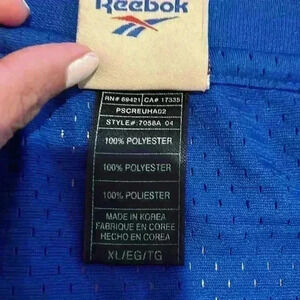 Reebok
RN# 69421 CA# 17335
PSCREUHA02
STYLE#:7058A 04
100% POLYESTER
100% POLYESTER
100% POLIESTER
MADE IN KOREA
FABRIQUE EN COREE
HECHO EN COREA
XL/EG/TG